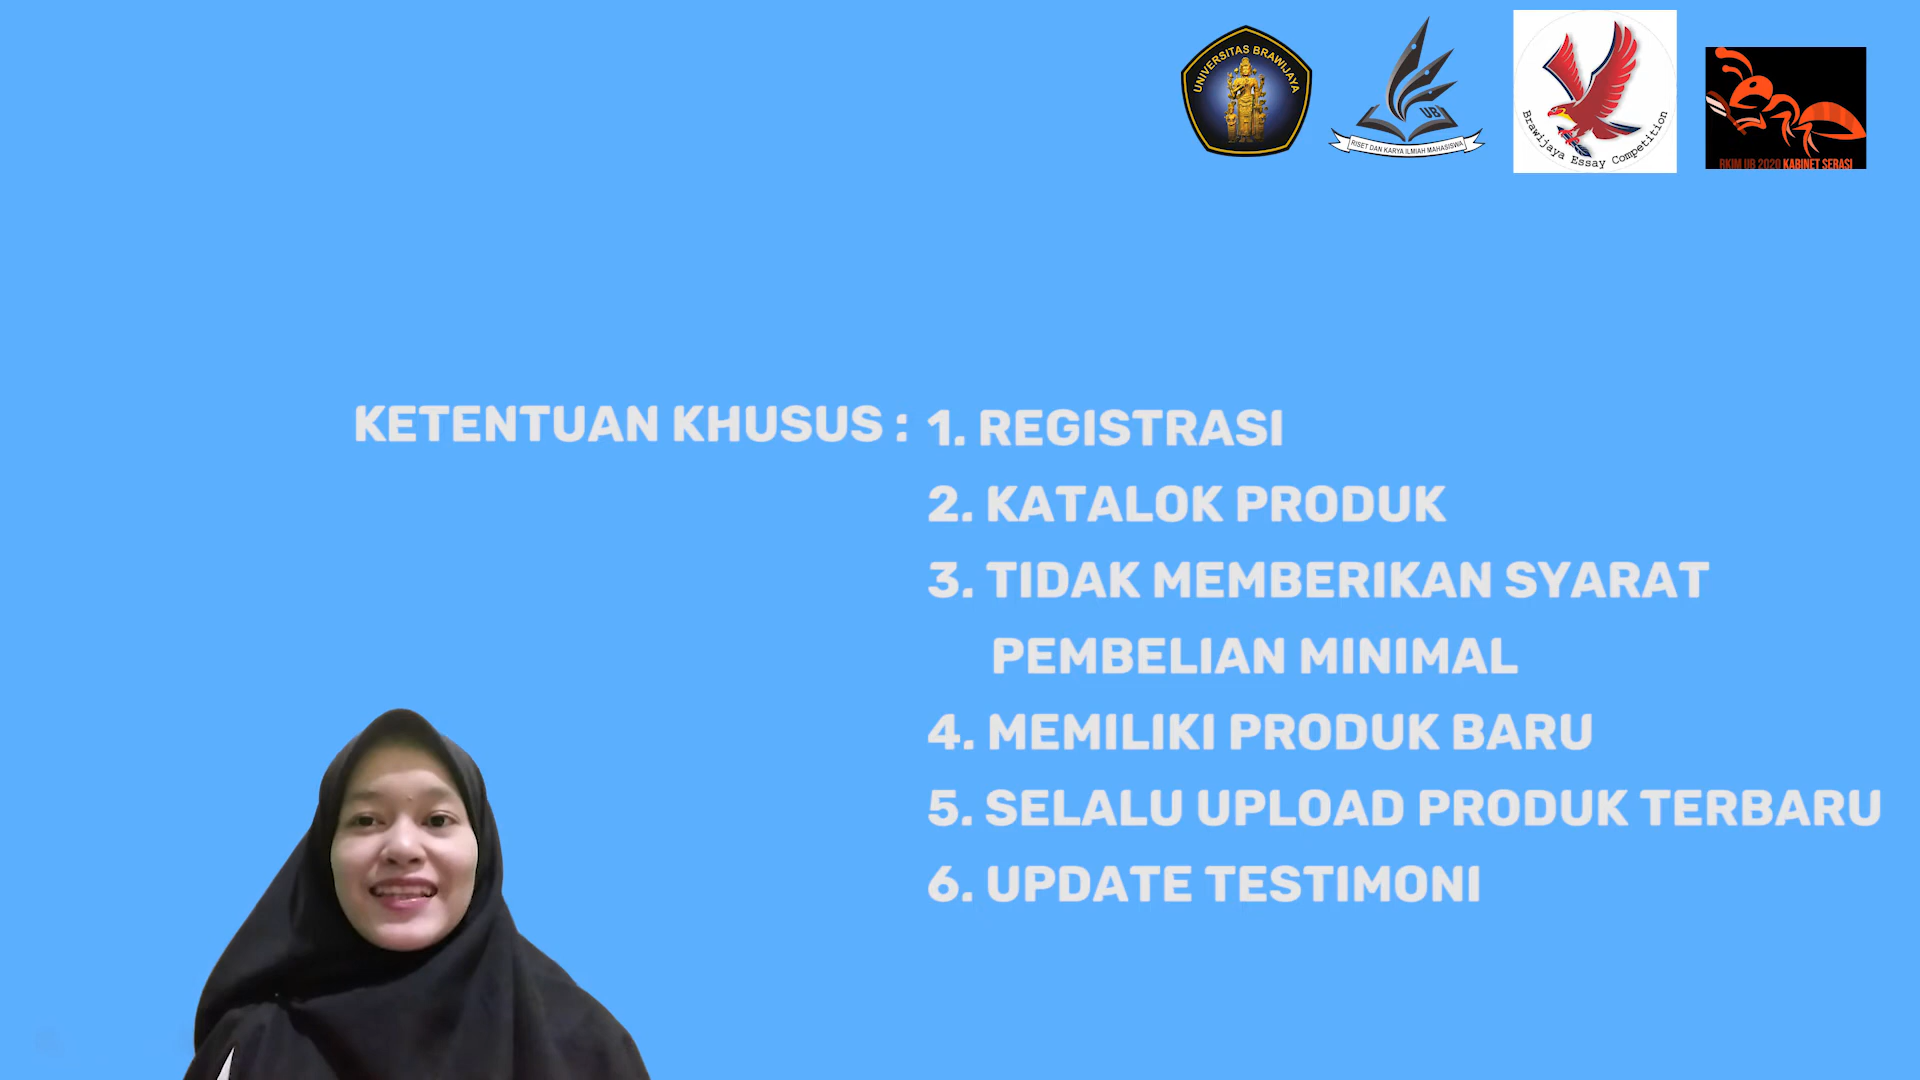 UNIVERSITAS BRAWIJAYA
UB
RISET DAN KARYA ILMIAH MAHASISWA
Brawijaya Essay Competition
RKIM UB 2020 KABINET SERASI
KETENTUAN KHUSUS :
1. REGISTRASI
2. KATALOK PRODUK
3. TIDAK MEMBERIKAN SYARAT
PEMBELIAN MINIMAL
4. MEMILIKI PRODUK BARU
5. SELALU UPLOAD PRODUK TERBARU
6. UPDATE TESTIMONI